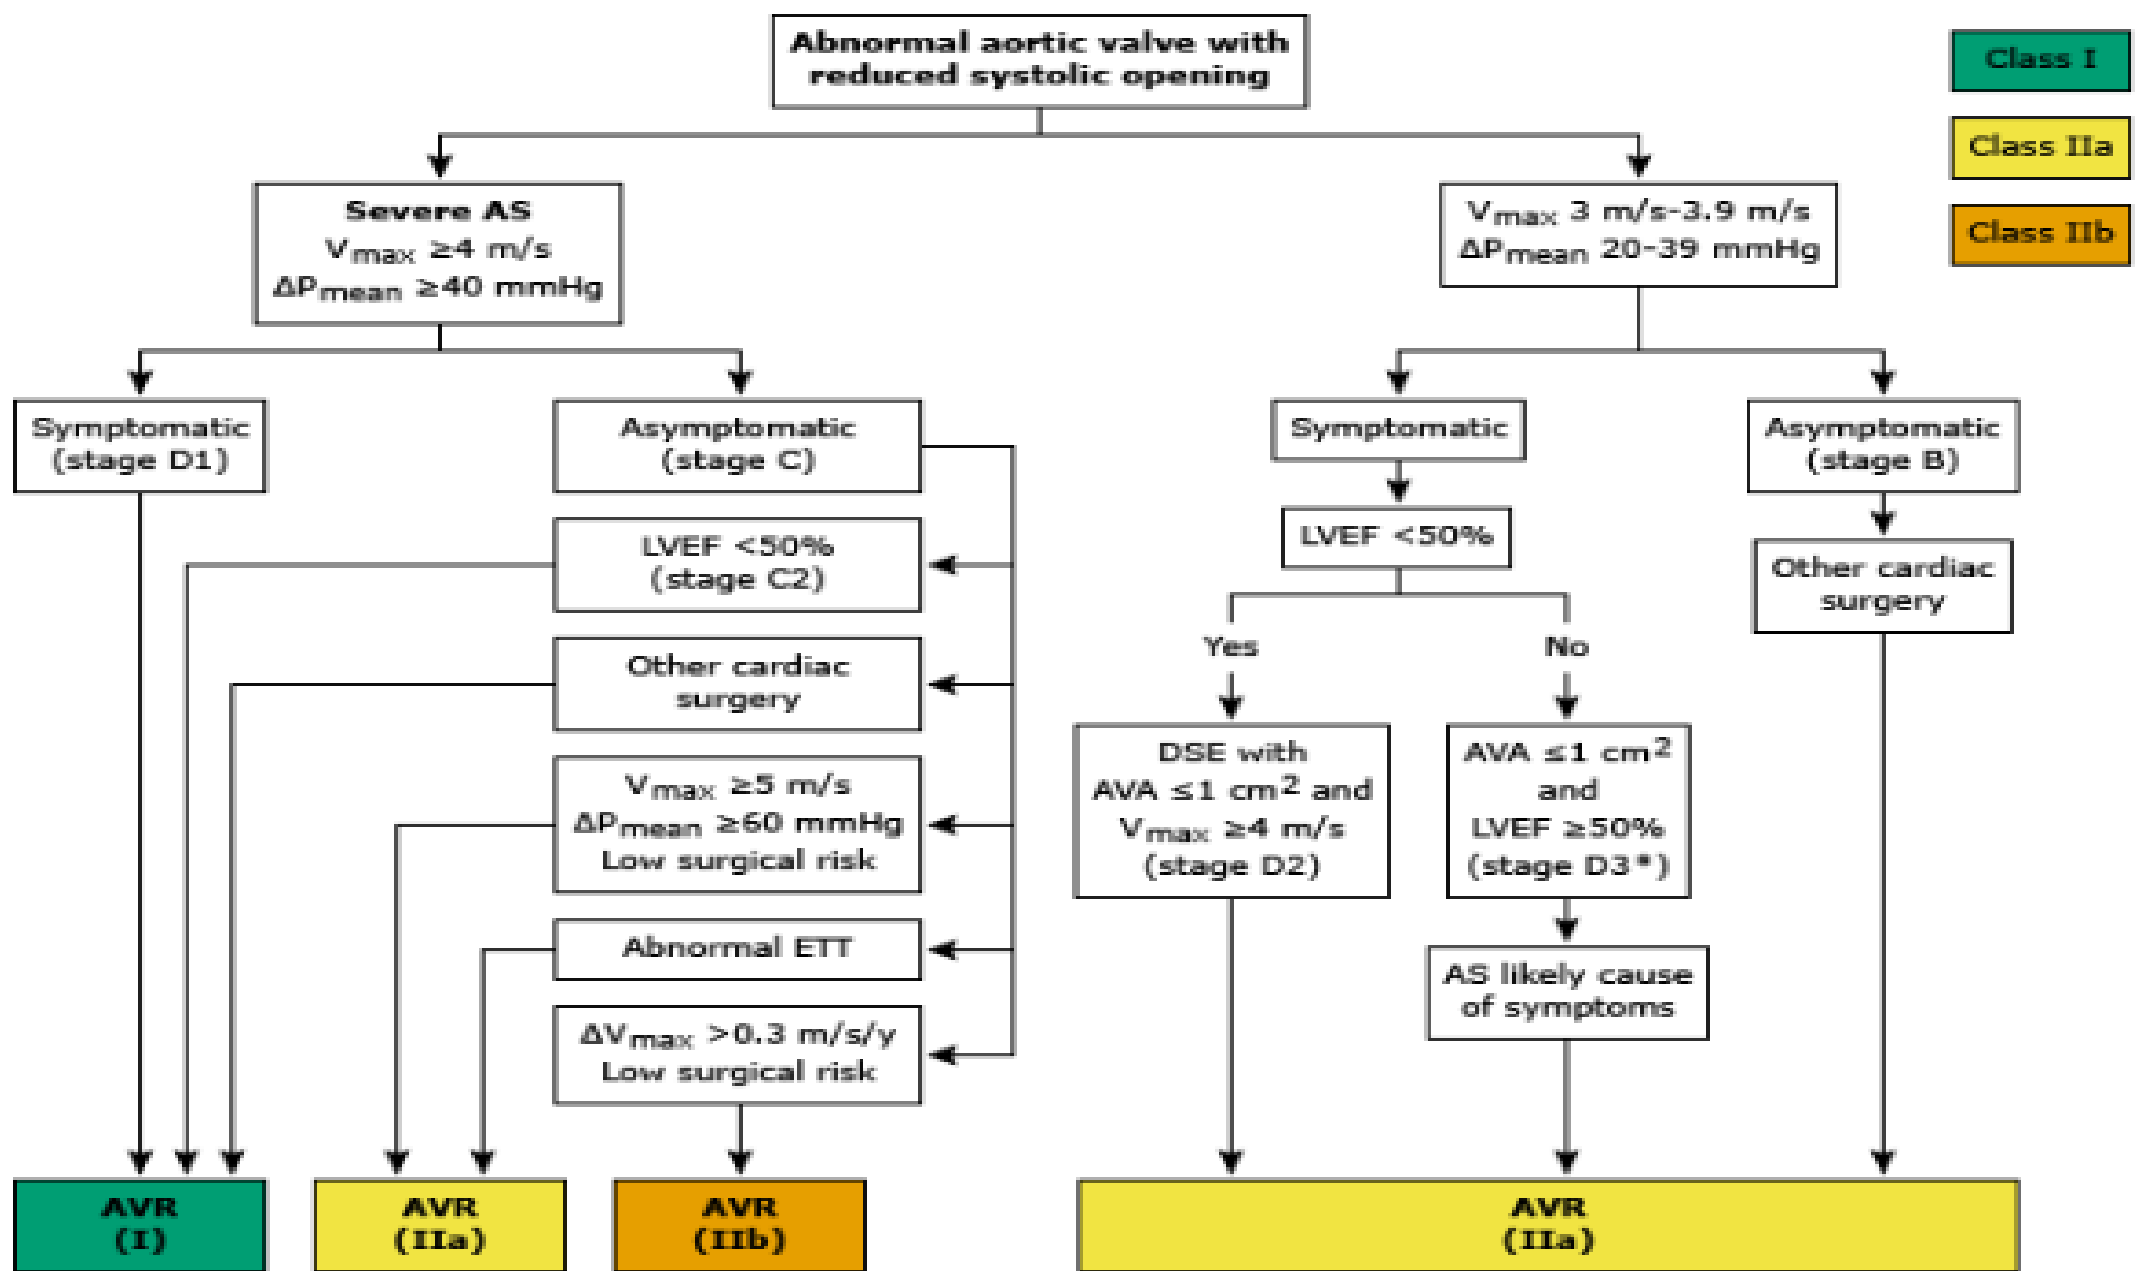 Abnormal aortic valve with
reduced systolic opening
Class I
Class IIa
Class IIb
Severe AS
Vmax ≥4 m/s
ΔPmean ≥40 mmHg
Vmax 3 m/s-3.9 m/s
ΔPmean 20-39 mmHg
Symptomatic
(stage D1)
Asymptomatic
(stage C)
LVEF <50%
(stage C2)
Other cardiac
surgery
Vmax ≥5 m/s
ΔPmean ≥60 mmHg
Low surgical risk
Abnormal ETT
ΔVmax >0.3 m/s/y
Low surgical risk
Symptomatic
LVEF <50%
Yes
No
DSE with
AVA ≤1 cm² and
Vmax ≥4 m/s
(stage D2)
AVA ≤1 cm²
and
LVEF ≥50%
(stage D3*)
AS likely cause
of symptoms
Asymptomatic
(stage B)
Other cardiac
surgery
AVR
(I)
AVR
(IIa)
AVR
(IIb)
AVR
(IIa)